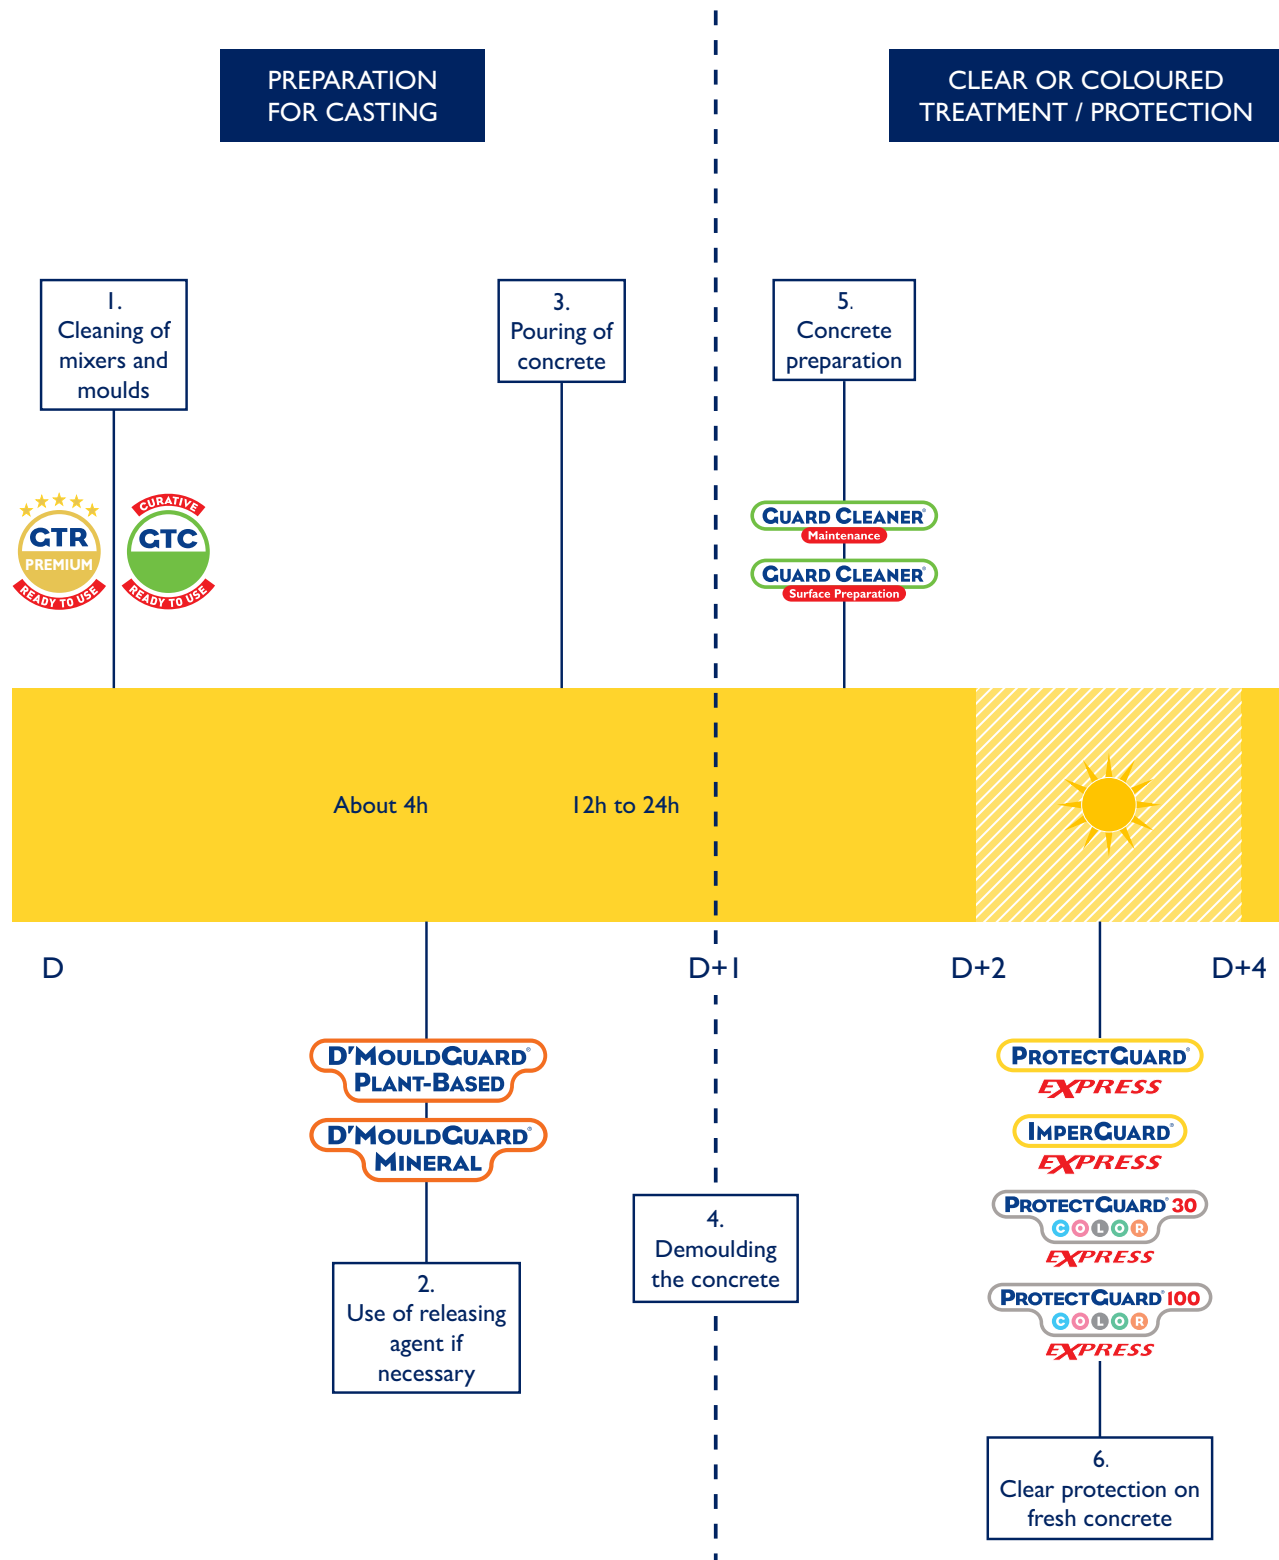 PREPARATION
FOR CASTING
CLEAR OR COLOURED
TREATMENT / PROTECTION
1.
Cleaning of
mixers and
moulds
3.
Pouring of
concrete
5.
Concrete
preparation
GTR
PREMIUM
READY TO USE
CURATIVE
GTC
READY TO USE
GUARD CLEANER®
Maintenance
GUARD CLEANER®
Surface Preparation
About 4h
12h to 24h
D
D+1
D+2
D+4
D'MOULDGUARD®
PLANT-BASED
D'MOULDGUARD®
MINERAL
2.
Use of releasing
agent if
necessary
4.
Demoulding
the concrete
PROTECTGUARD®
EXPRESS
IMPERGUARD®
EXPRESS
PROTECTGUARD® 30
COLOR
EXPRESS
PROTECTGUARD® 100
COLOR
EXPRESS
6.
Clear protection on
fresh concrete